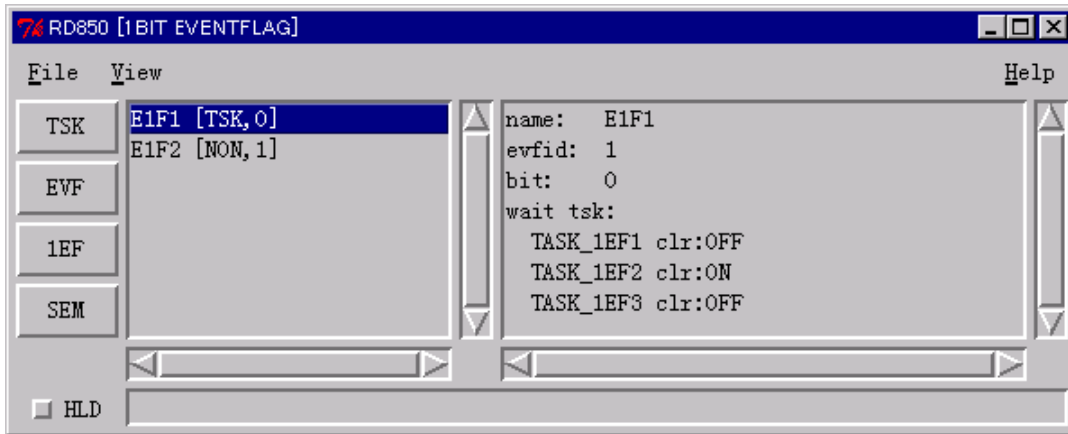 RD850 [1BIT EVENTFLAG]
File View Help
TSK
EVF
1EF
SEM
E1F1 [TSK,0]
E1F2 [NON,1]
name: E1F1
evfid: 1
bit: 0
wait tsk:
TASK_1EF1 clr:OFF
TASK_1EF2 clr:ON
TASK_1EF3 clr:OFF
HLD